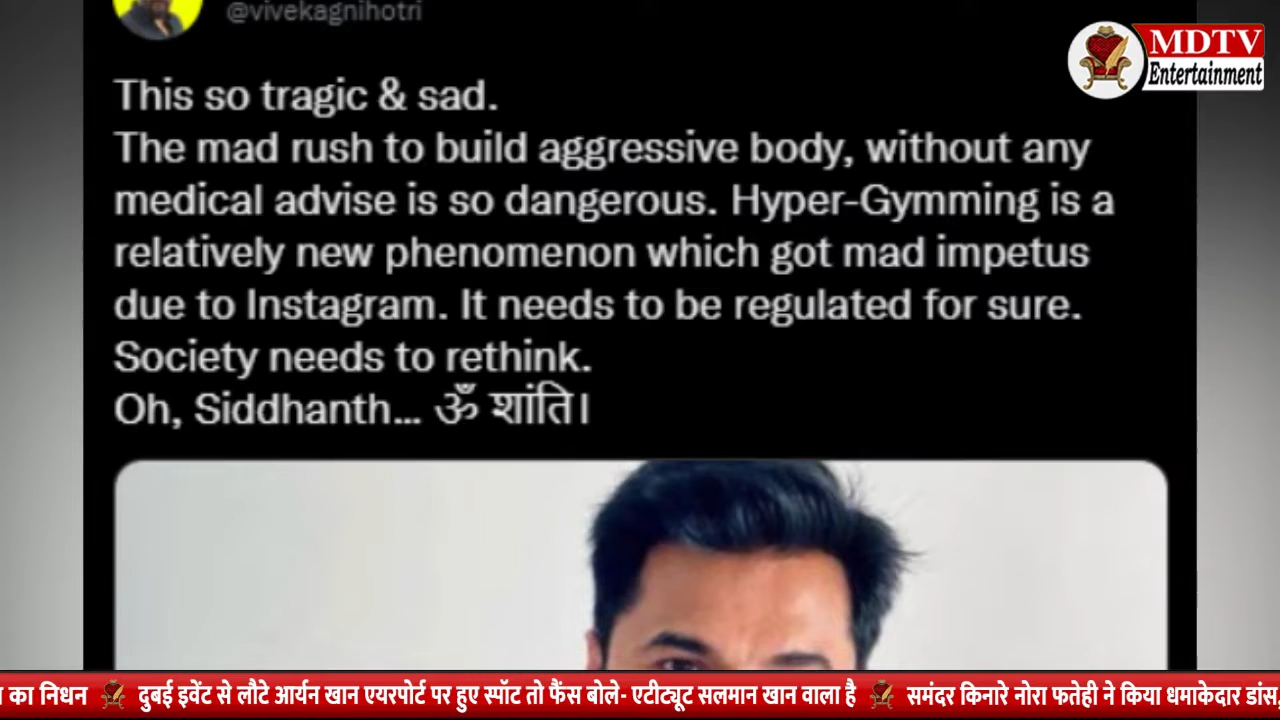 @vivekagnihotri
MDTV
Entertainment
This so tragic & sad.
The mad rush to build aggressive body, without any
medical advise is so dangerous. Hyper-Gymming is a
relatively new phenomenon which got mad impetus
due to Instagram. It needs to be regulated for sure.
Society needs to rethink.
Oh, Siddhanth... ॐ शांति।
का निधन दुबई इवेंट से लौटे आर्यन खान एयरपोर्ट पर हुए स्पॉट तो फैंस बोले- एटीट्यूट सलमान खान वाला है समंदर किनारे नोरा फतेही ने किया धमाकेदार डांस,